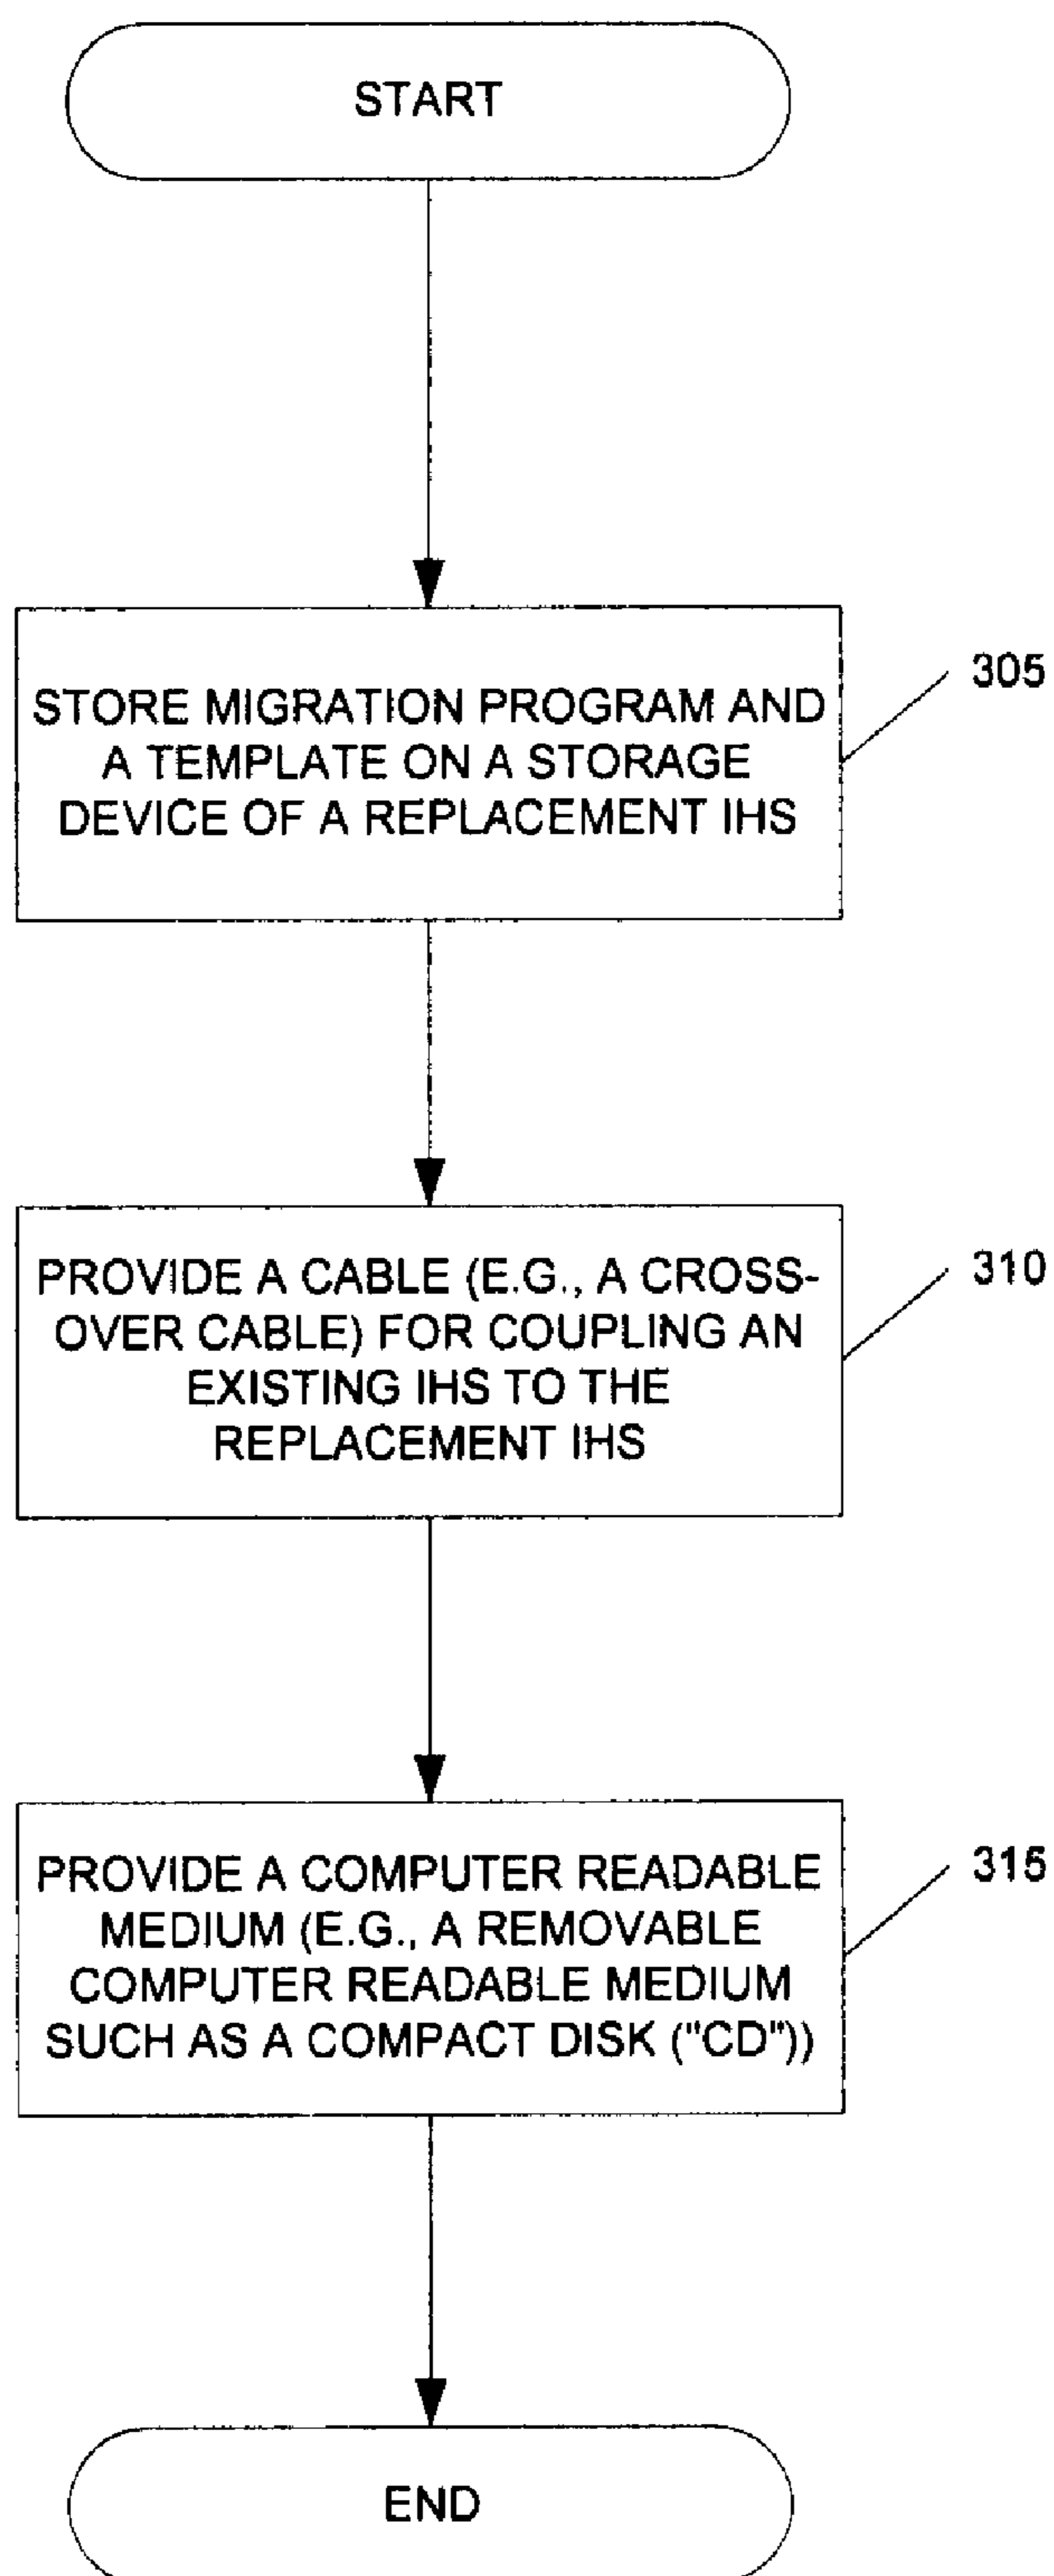 START
STORE MIGRATION PROGRAM AND
A TEMPLATE ON A STORAGE
DEVICE OF A REPLACEMENT IHS
305
PROVIDE A CABLE (E.G., A CROSS-
OVER CABLE) FOR COUPLING AN
EXISTING IHS TO THE
REPLACEMENT IHS
310
PROVIDE A COMPUTER READABLE
MEDIUM (E.G., A REMOVABLE
COMPUTER READABLE MEDIUM
SUCH AS A COMPACT DISK ("CD"))
315
END